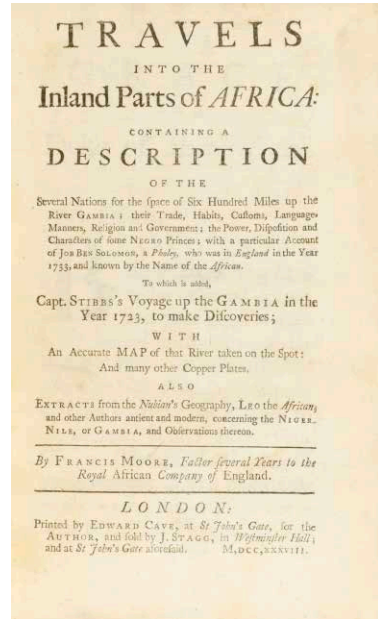 TRAVELS
INTO THE
Inland Parts of AFRICA:
CONTAINING A
DESCRIPTION
OF THE
Several Nations for the ſpace of Six Hundred Miles up the
River GAMBIA; their Trade, Habits, Cuſtoms, Language,
Manners, Religion and Government; the Power, Diſpoſition and
Characters of ſome NEGRO Princes; with a particular Account
of JOB BEN SOLOMON, a Pholey, who was in England in the Year
1733, and known by the Name of the African.
To which is added,
Capt. STIBBS's Voyage up the GAMBIA in the
Year 1723, to make Diſcoveries;
WITH
An Accurate MAP of that River taken on the Spot:
And many other Copper Plates.
ALSO
EXTRACTS from the Nubian's Geography, LEO the African,
and other Authors antient and modern, concerning the NIGER-
NILE, or GAMBIA, and Obſervations thereon.
By FRANCIS MOORE, Factor ſeveral Years to the
Royal African Company of England.
LONDON:
Printed by EDWARD CAVE, at St John's Gate, for the
AUTHOR, and ſold by J. STAGG, in Weſtminſter Hall;
and at St John's Gate aforeſaid. M,DCC,XXXVIII.